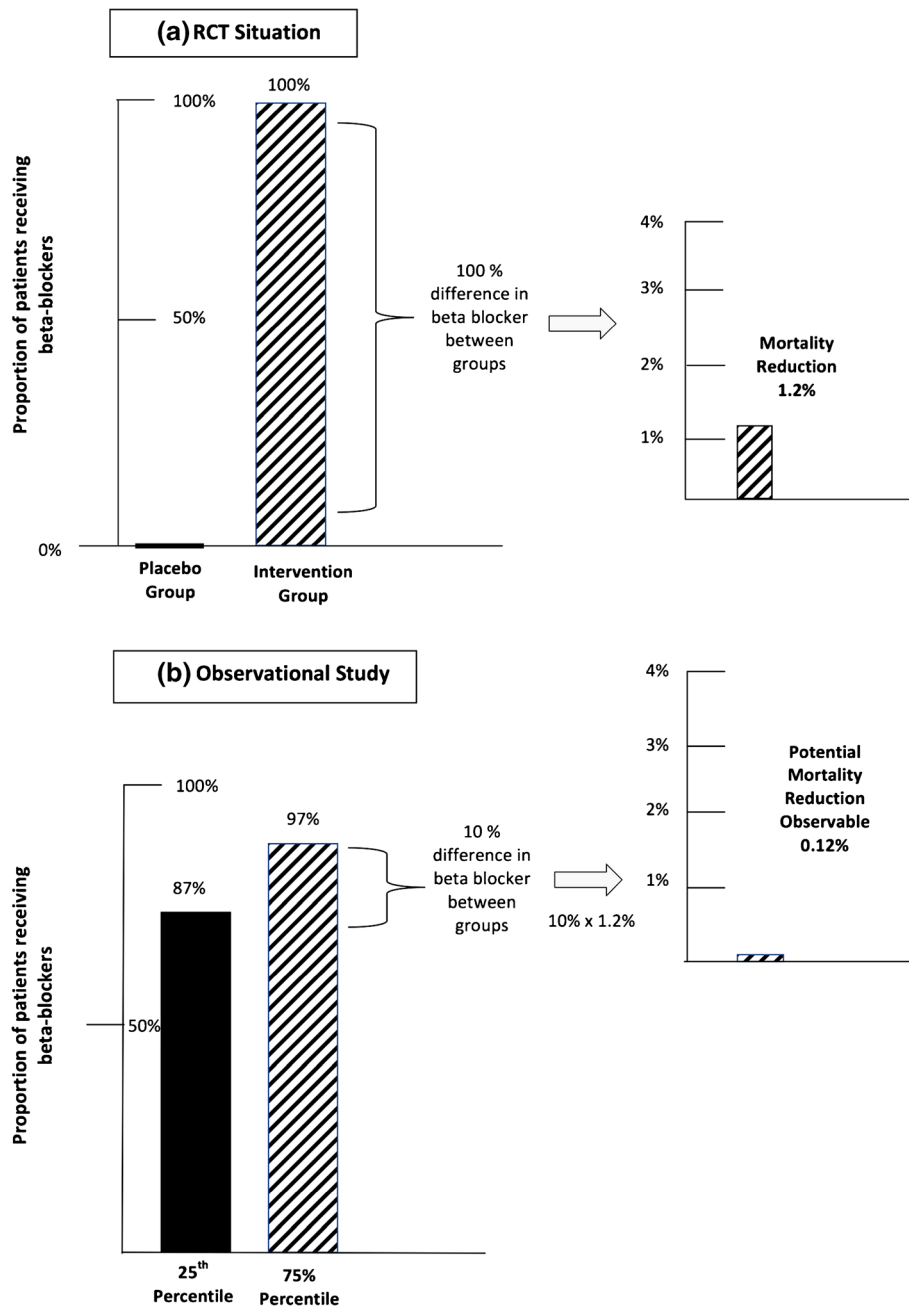 (a) RCT Situation
Proportion of patients receiving
beta-blockers
100%
50%
0%
100%
Placebo
Group
Intervention
Group
100 %
difference in
beta blocker
between
groups
4%
3%
2%
1%
Mortality
Reduction
1.2%
(b) Observational Study
Proportion of patients receiving
beta-blockers
100%
50%
87%
97%
25th
Percentile
75%
Percentile
10 %
difference in
beta blocker
between
groups
10% x 1.2%
4%
3%
2%
1%
Potential
Mortality
Reduction
Observable
0.12%